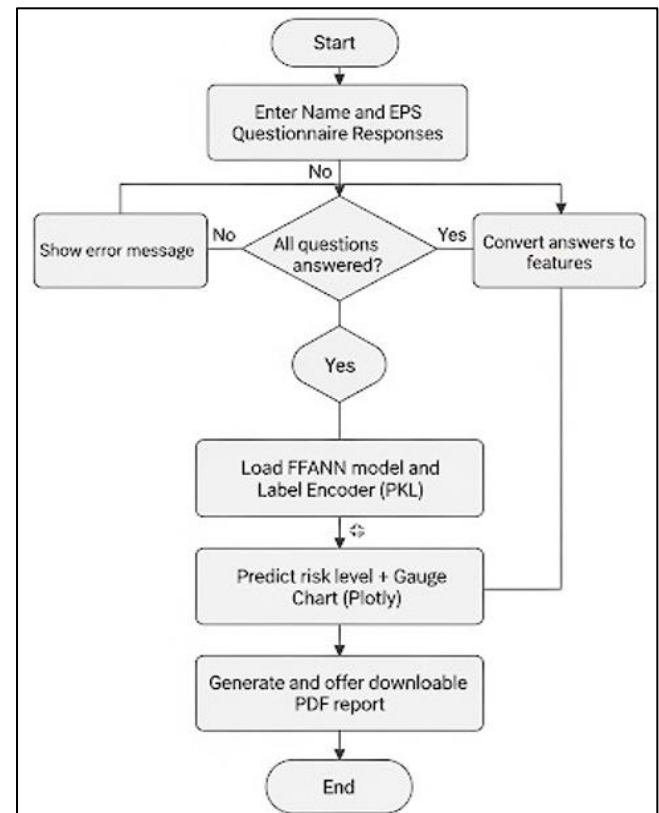 Start
Enter Name and EPS
Questionnaire Responses
No
Show error message
No
All questions
answered?
Yes
Convert answers to
features
Yes
Load FFANN model and
Label Encoder (PKL)
Predict risk level + Gauge
Chart (Plotly)
Generate and offer downloable
PDF report
End